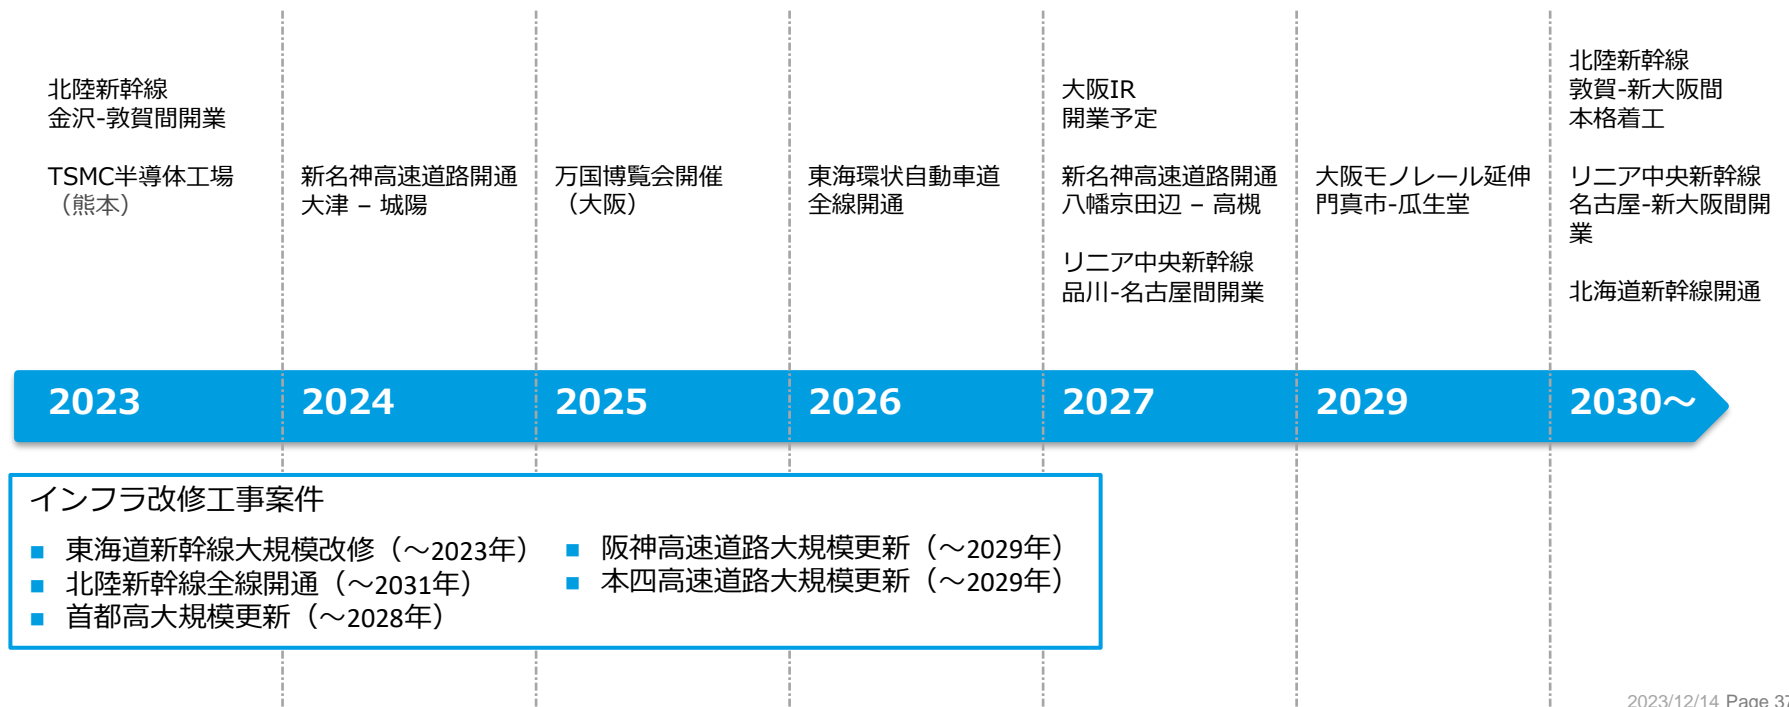 北陸新幹線
金沢-敦賀間開業
TSMC半導体工場
（熊本）
新名神高速道路開通
大津 – 城陽
万国博覧会開催
（大阪）
東海環状自動車道
全線開通
大阪IR
開業予定
新名神高速道路開通
八幡京田辺 – 高槻
リニア中央新幹線
品川-名古屋間開業
大阪モノレール延伸
門真市-瓜生堂
北陸新幹線
敦賀-新大阪間
本格着工
リニア中央新幹線
名古屋-新大阪間開
業
北海道新幹線開通
2023
2024
2025
2026
2027
2029
2030～
インフラ改修工事案件
■ 東海道新幹線大規模改修（～2023年）
■ 北陸新幹線全線開通（～2031年）
■ 首都高大規模更新（～2028年）
■ 阪神高速道路大規模更新（～2029年）
■ 本四高速道路大規模更新（～2029年）
2023/12/14 Page 37